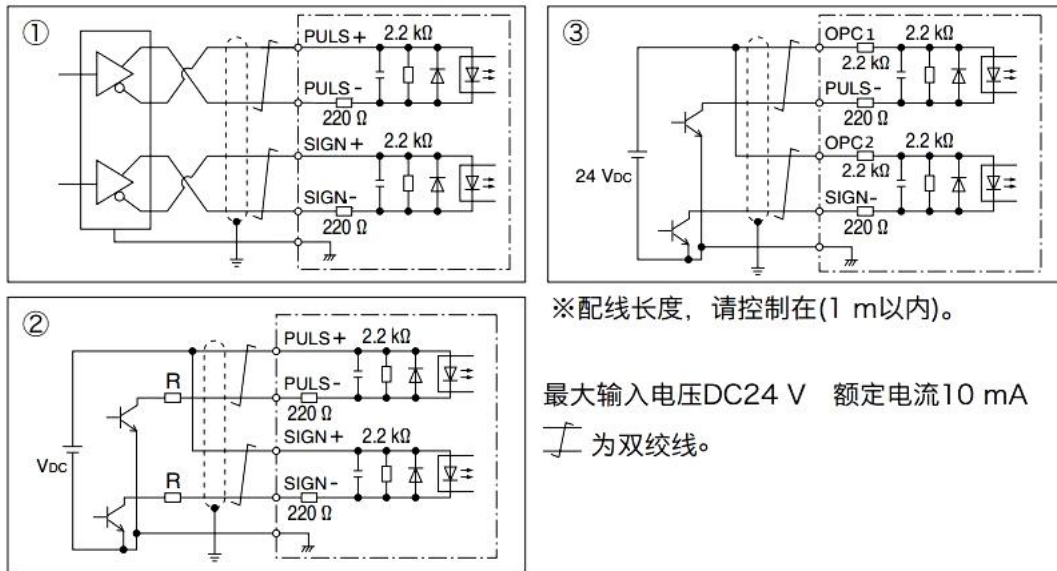 ①
PULS+ 2.2 kΩ
PULS-
220 Ω
SIGN+ 2.2 kΩ
SIGN-
220 Ω
②
PULS+ 2.2 kΩ
R PULS-
220 Ω
SIGN+ 2.2 kΩ
VDC
R SIGN-
220 Ω
③
OPC1 2.2 kΩ
2.2 kΩ
PULS-
220 Ω
OPC2 2.2 kΩ
2.2 kΩ
24 VDC
SIGN-
220 Ω
※配线长度，请控制在(1 m以内)。
最大输入电压DC24 V 额定电流10 mA
为双绞线。